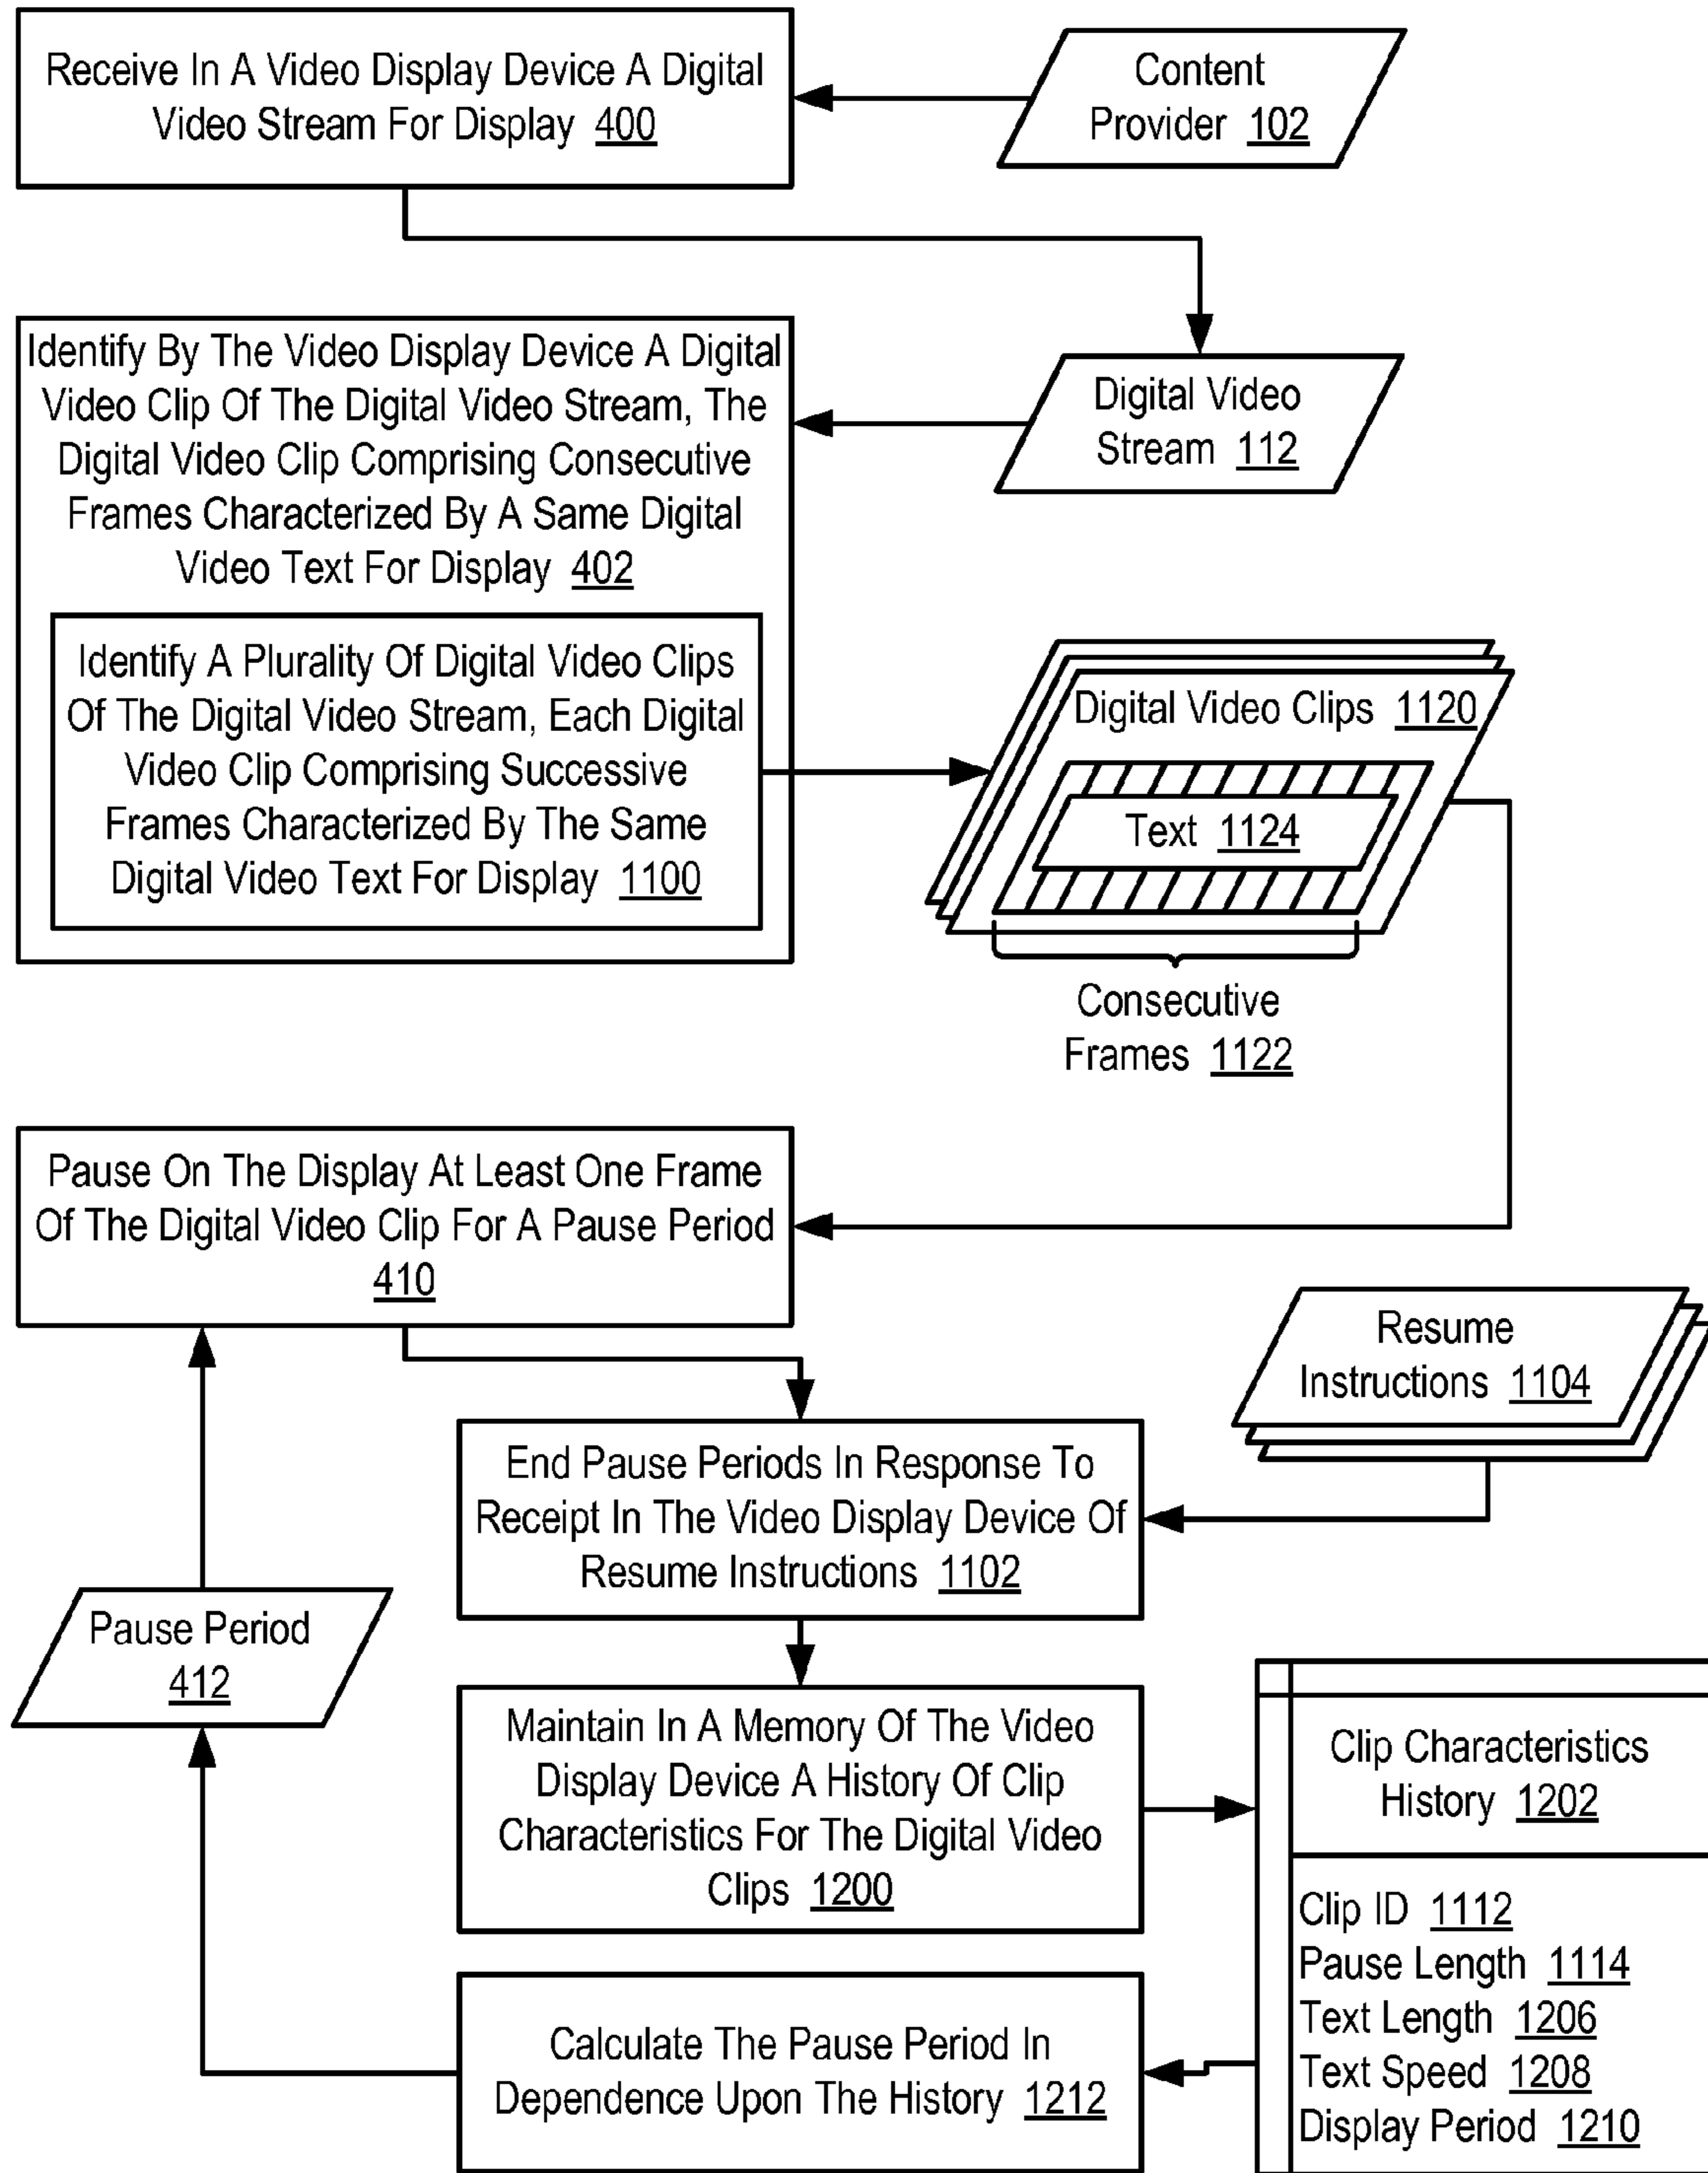 Receive In A Video Display Device A Digital
Video Stream For Display 400
Content
Provider 102
Identify By The Video Display Device A Digital
Video Clip Of The Digital Video Stream, The
Digital Video Clip Comprising Consecutive
Frames Characterized By A Same Digital
Video Text For Display 402
Digital Video
Stream 112
Identify A Plurality Of Digital Video Clips
Of The Digital Video Stream, Each Digital
Video Clip Comprising Successive
Frames Characterized By The Same
Digital Video Text For Display 1100
Digital Video Clips 1120
Text 1124
Consecutive
Frames 1122
Pause On The Display At Least One Frame
Of The Digital Video Clip For A Pause Period
410
Resume
Instructions 1104
End Pause Periods In Response To
Receipt In The Video Display Device Of
Resume Instructions 1102
Pause Period
412
Maintain In A Memory Of The Video
Display Device A History Of Clip
Characteristics For The Digital Video
Clips 1200
Clip Characteristics
History 1202
Clip ID 1112
Pause Length 1114
Text Length 1206
Text Speed 1208
Display Period 1210
Calculate The Pause Period In
Dependence Upon The History 1212